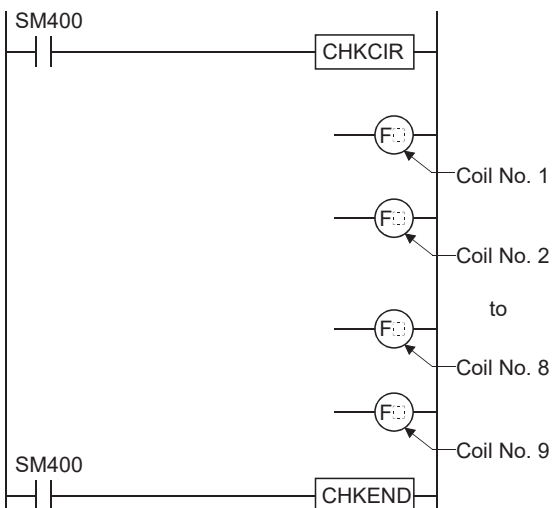 SM400
CHKCIR
F
Coil No. 1
F
Coil No. 2
to
F
Coil No. 8
F
Coil No. 9
SM400
CHKEND